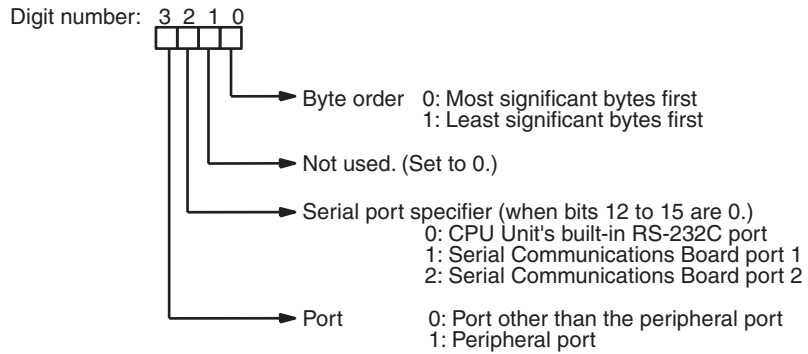 Digit number: 3 2 1 0
Byte order 0: Most significant bytes first
1: Least significant bytes first
Not used. (Set to 0.)
Serial port specifier (when bits 12 to 15 are 0.)
0: CPU Unit's built-in RS-232C port
1: Serial Communications Board port 1
2: Serial Communications Board port 2
Port 0: Port other than the peripheral port
1: Peripheral port